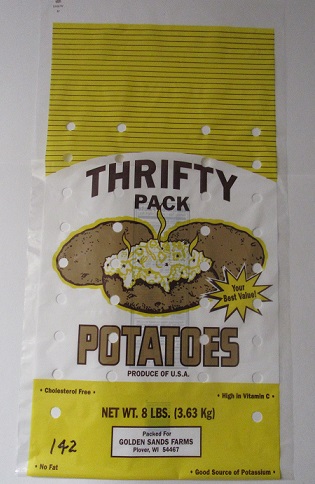 THRIFTY
PACK
Your
Best Value!
POTATOES
PRODUCE OF U.S.A.
• Cholesterol Free •
• High in Vitamin C •
NET WT. 8 LBS. (3.63 Kg)
Packed For
GOLDEN SANDS FARMS
Plover, WI 54467
142
• No Fat
• Good Source of Potassium •